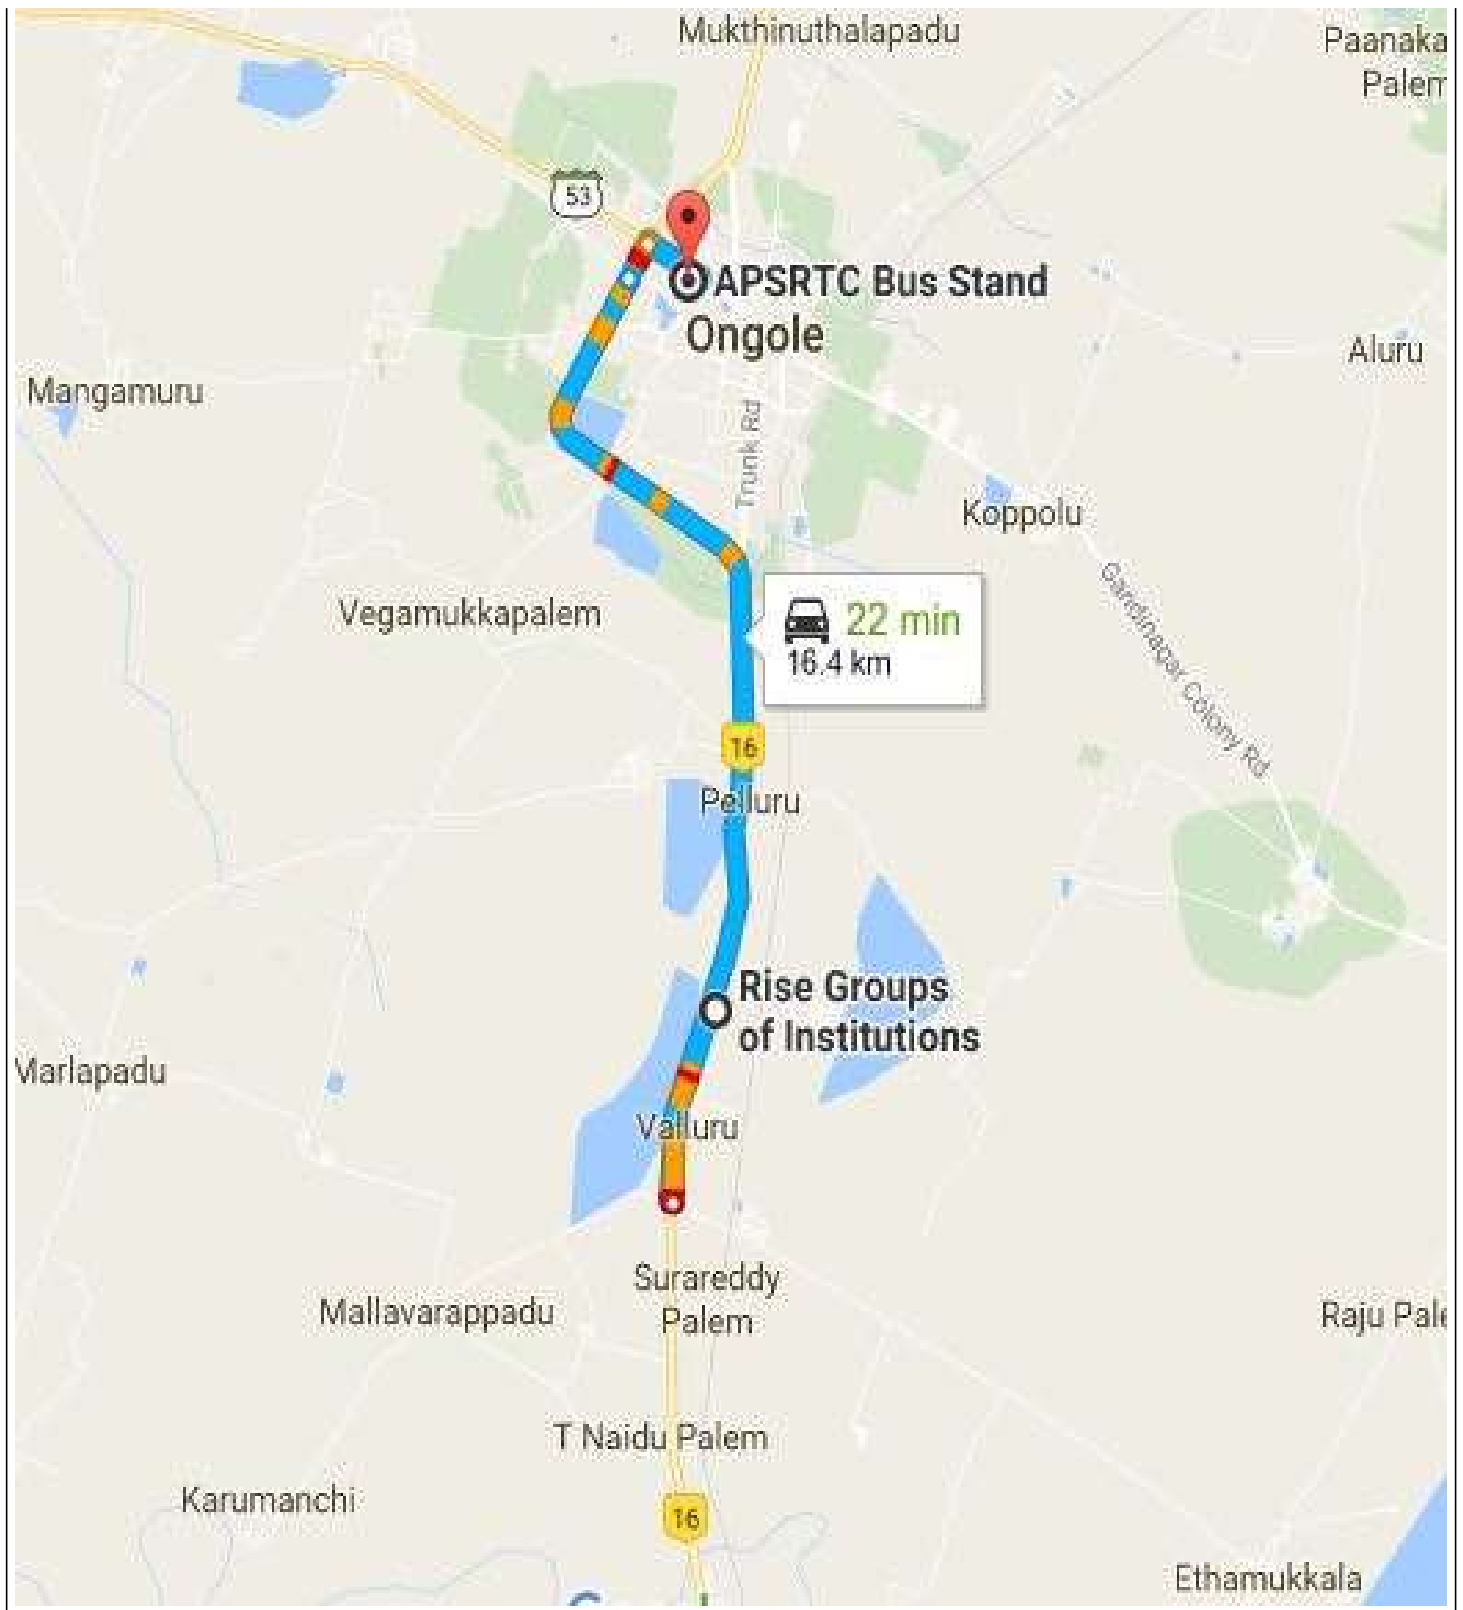 Mukthinuthalapadu
Paanaka
Palem
53
APSRTC Bus Stand
Ongole
Aluru
Mangamuru
Trunk Rd
Koppolu
Gandinagar Colony Rd
Vegamukkapalem
22 min
16.4 km
16
Pelluru
Rise Groups
of Institutions
Marlapadu
Valluru
Surareddy
Palem
Mallavarappadu
Raju Pale
T Naidu Palem
Karumanchi
16
Ethamukkala